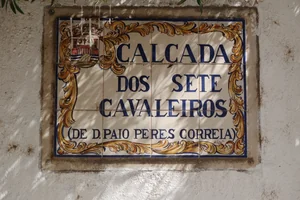 CALÇADA
DOS SETE
CAVALEIROS
(DE D. PAIO PERES CORREIA)